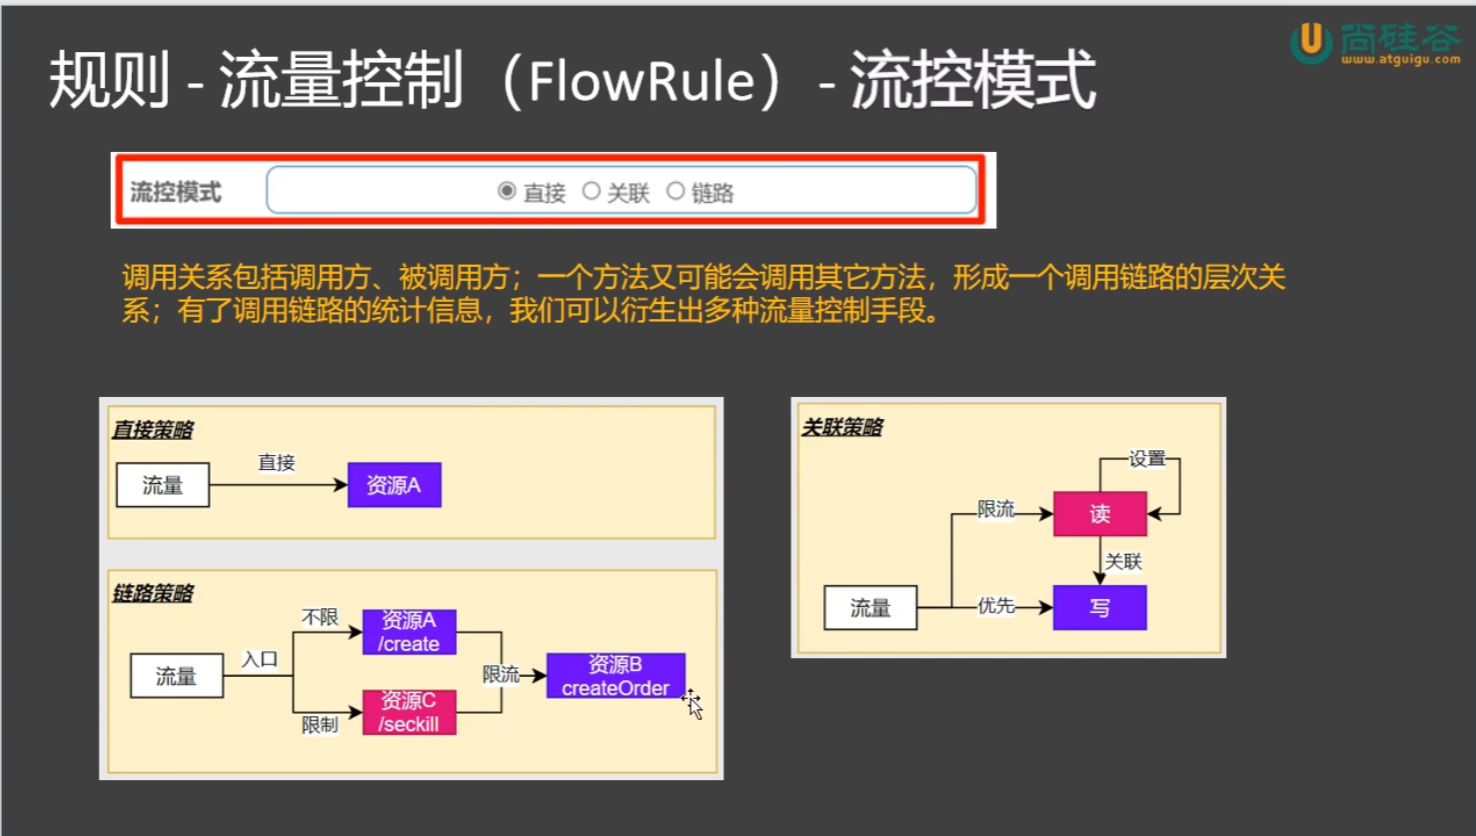 规则 - 流量控制（FlowRule）- 流控模式
尚硅谷
www.atguigu.com
流控模式
直接 关联 链路
调用关系包括调用方、被调用方；一个方法又可能会调用其它方法，形成一个调用链路的层次关
系；有了调用链路的统计信息，我们可以衍生出多种流量控制手段。
直接策略
流量
直接
资源A
链路策略
流量
入口
不限
资源A
/create
限制
资源C
/seckill
限流
资源B
createOrder
关联策略
设置
限流
读
关联
流量
优先
写